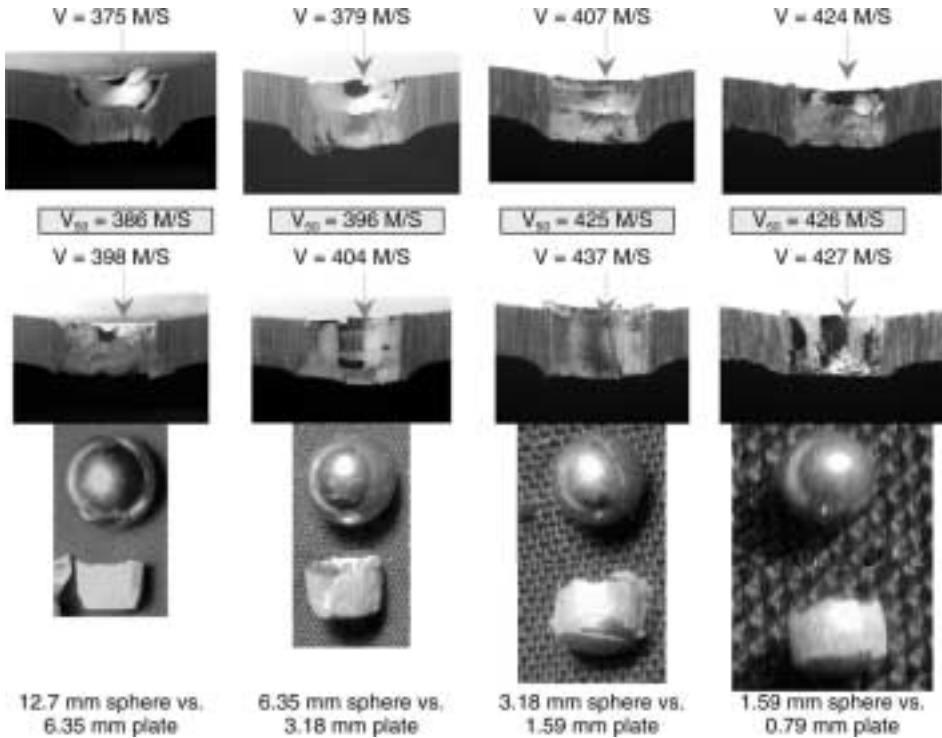 V = 375 M/S
V = 379 M/S
V = 407 M/S
V = 424 M/S
V₅₀ = 386 M/S
V₅₀ = 396 M/S
V₅₀ = 425 M/S
V₅₀ = 426 M/S
V = 398 M/S
V = 404 M/S
V = 437 M/S
V = 427 M/S
12.7 mm sphere vs.
6.35 mm plate
6.35 mm sphere vs.
3.18 mm plate
3.18 mm sphere vs.
1.59 mm plate
1.59 mm sphere vs.
0.79 mm plate